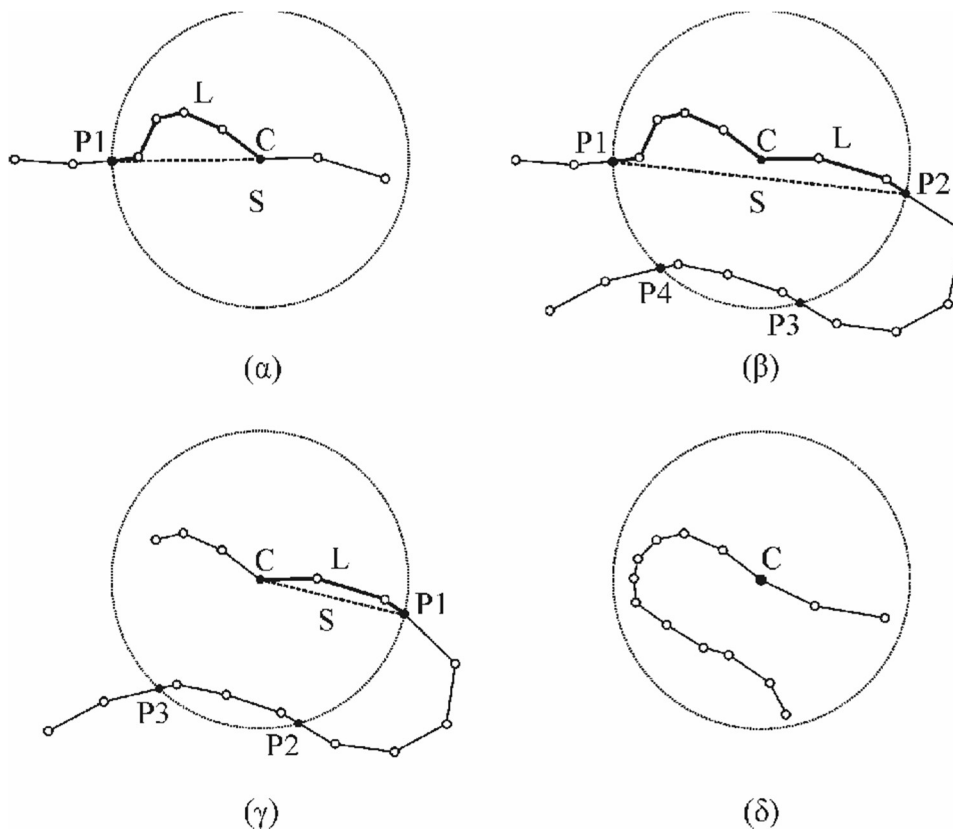 L
P1 C
S
(α)
P1 C L
S P2
P4 P3
(β)
C L
S P1
P3 P2
(γ)
C
(δ)